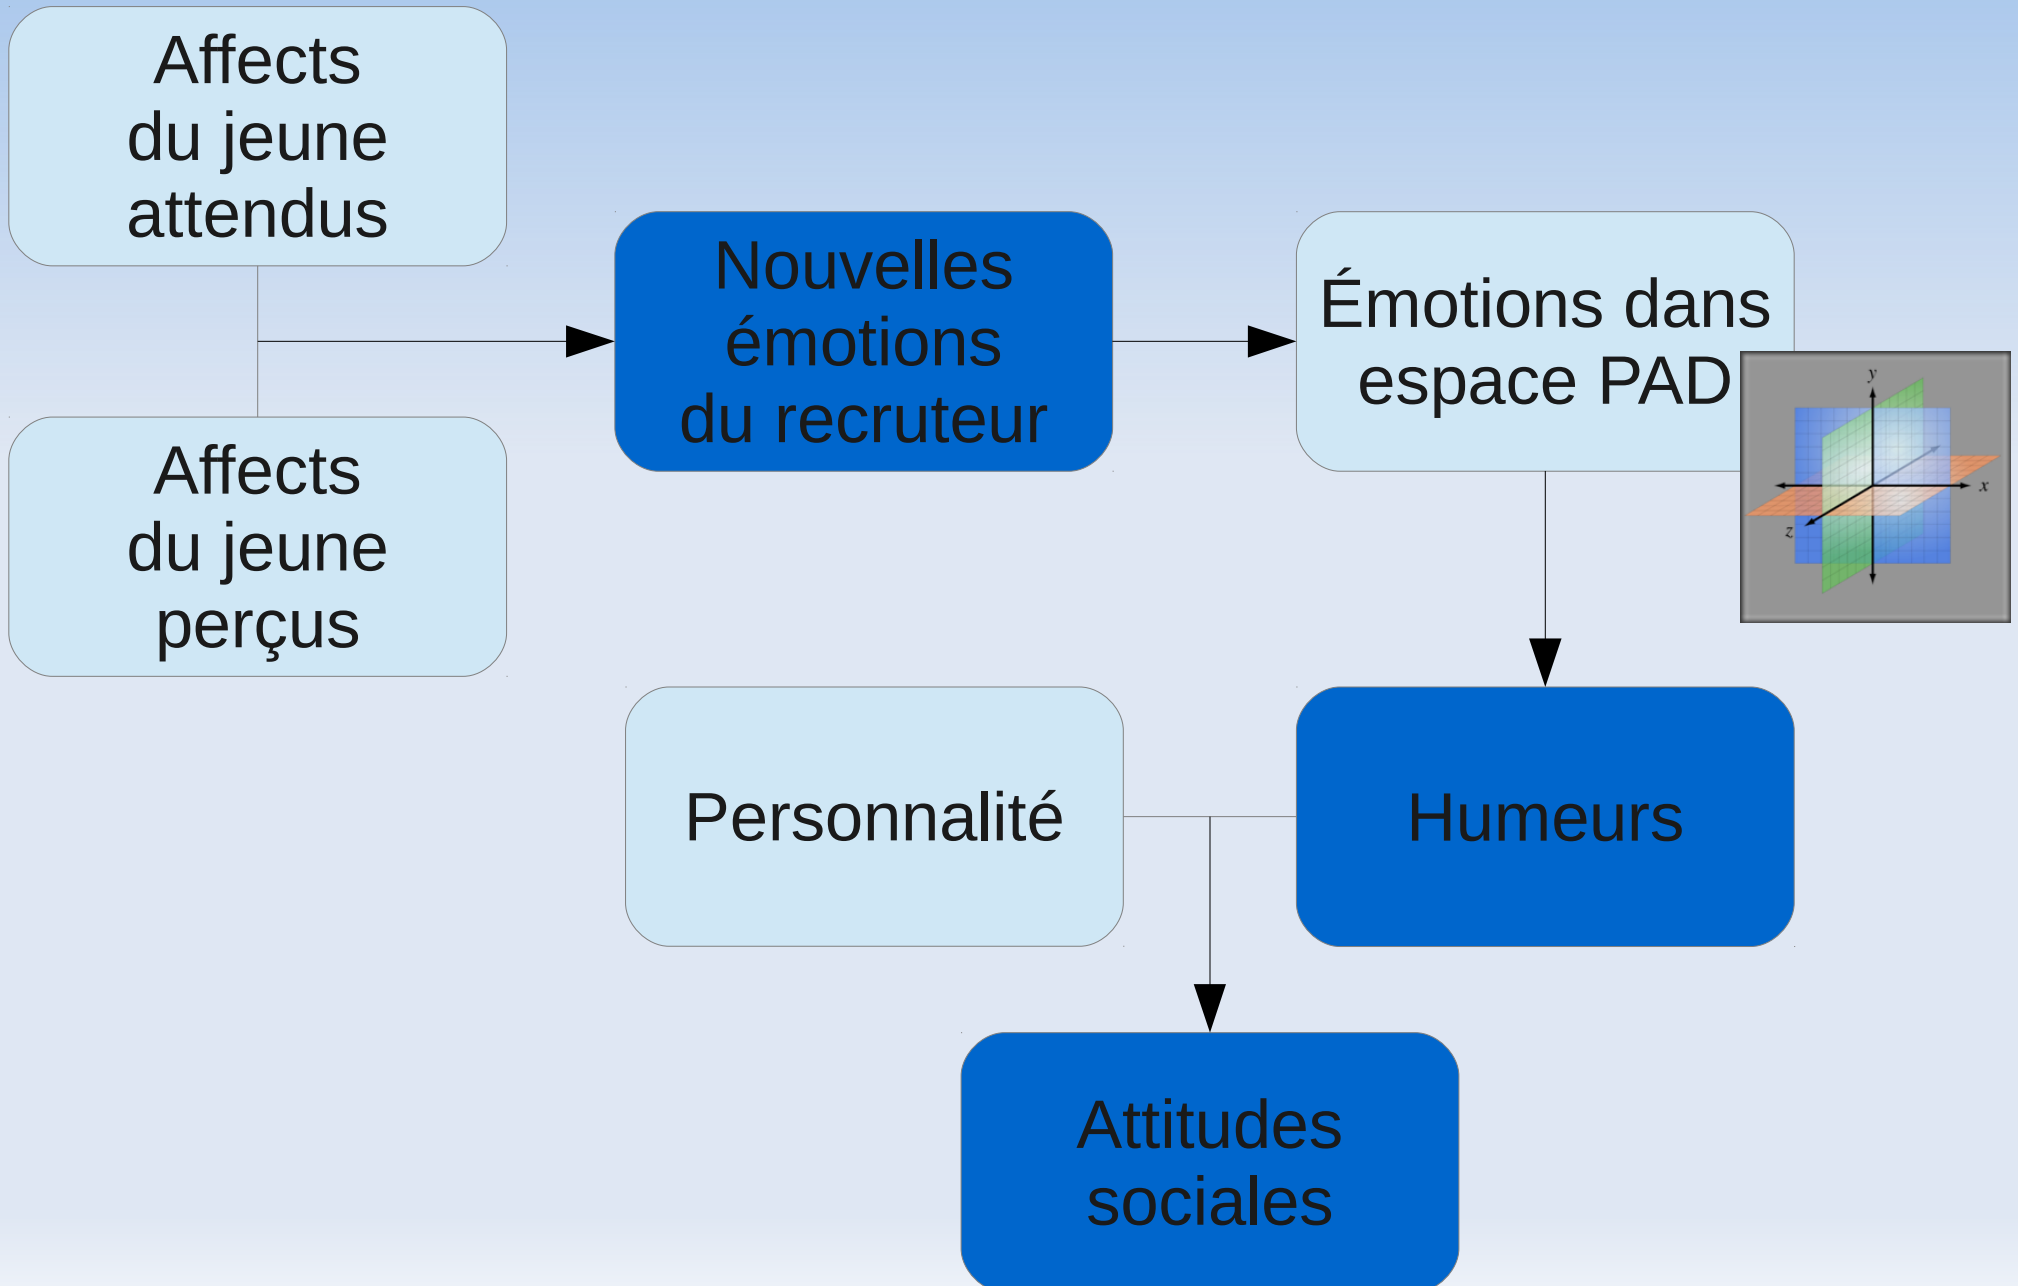 Affects
du jeune
attendus
Nouvelles
émotions
du recruteur
Émotions dans
espace PAD
y
x
z
Affects
du jeune
perçus
Personnalité
Humeurs
Attitudes
sociales